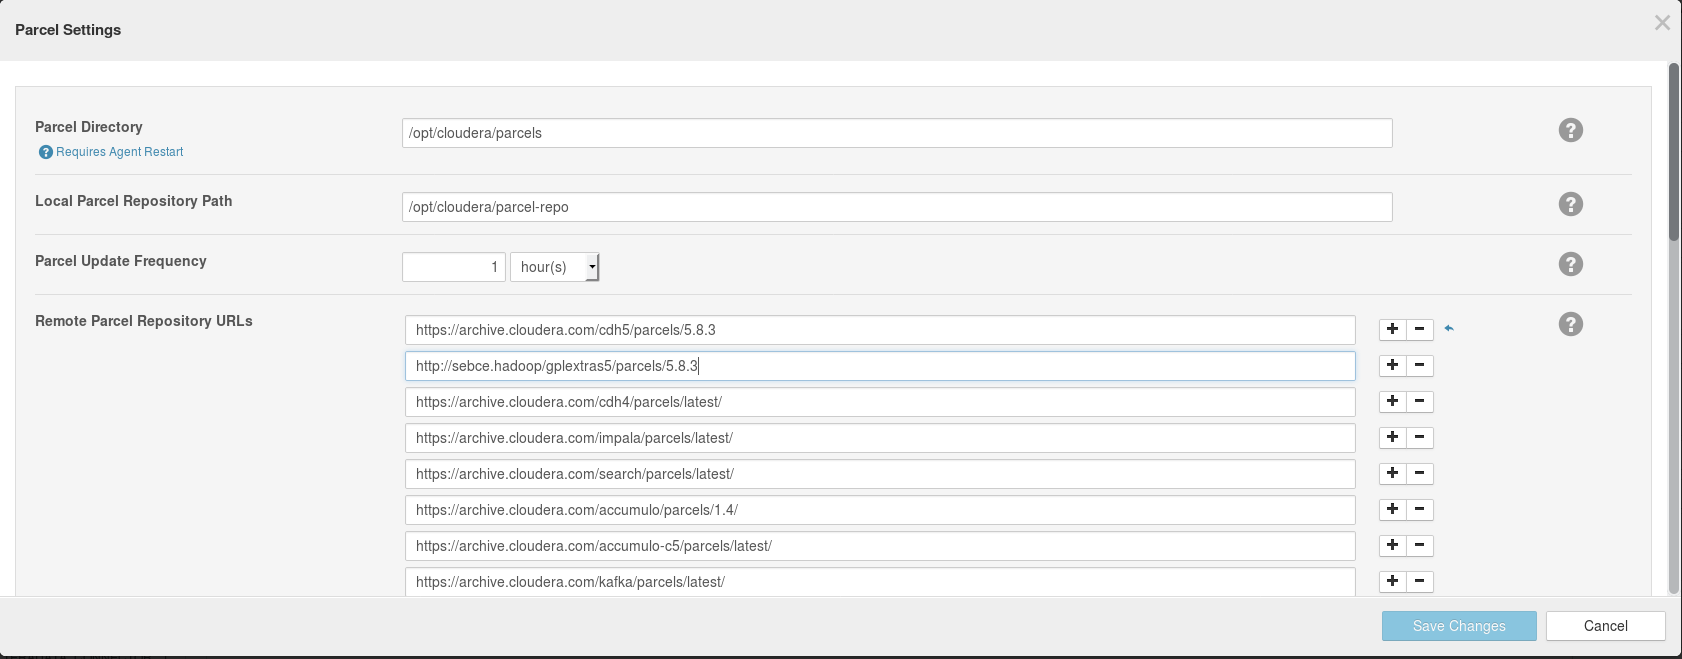 Parcel Settings
Parcel Directory
/opt/cloudera/parcels
Requires Agent Restart
Local Parcel Repository Path
/opt/cloudera/parcel-repo
Parcel Update Frequency
1 hour(s)
Remote Parcel Repository URLs
https://archive.cloudera.com/cdh5/parcels/5.8.3
http://sebce.hadoop/gplextras5/parcels/5.8.3
https://archive.cloudera.com/cdh4/parcels/latest/
https://archive.cloudera.com/impala/parcels/latest/
https://archive.cloudera.com/search/parcels/latest/
https://archive.cloudera.com/accumulo/parcels/1.4/
https://archive.cloudera.com/accumulo-c5/parcels/latest/
https://archive.cloudera.com/kafka/parcels/latest/
Save Changes
Cancel